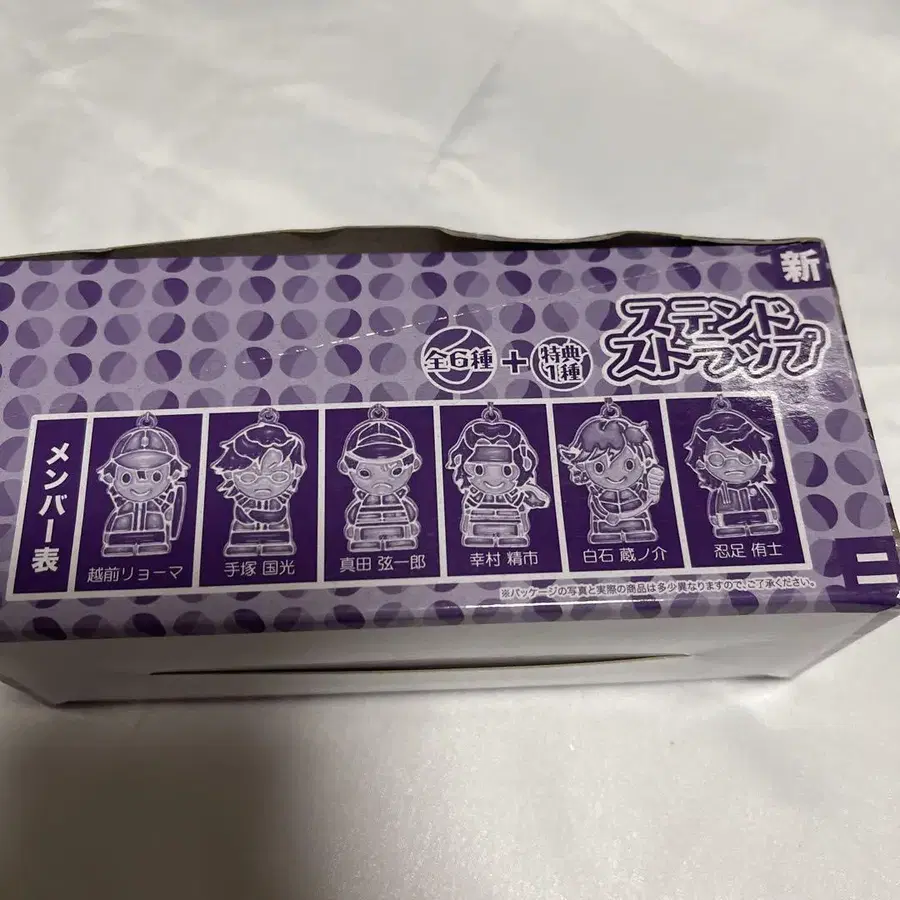 新
ステンド
ストラップ
全6種+特典
1種
メンバー表
越前リョーマ
手塚 国光
真田 弦一郎
幸村 精市
白石 蔵ノ介
忍足 侑士
※パッケージの写真と実際の商品は多少異なりますので、ご了承ください。